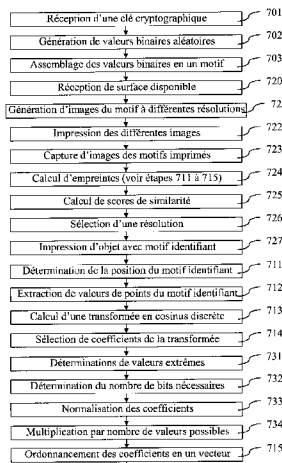 Réception d'une clé cryptographique 701
Génération de valeurs binaires aléatoires 702
Assemblage des valeurs binaires en un motif 703
Réception de surface disponible 720
Génération d'images du motif à différentes résolutions 72
Impression des différentes images 722
Capture d'images des motifs imprimés 723
Calcul d'empreintes (voir étapes 711 à 715) 724
Calcul de scores de similarité 725
Sélection d'une résolution 726
Impression d'objet avec motif identifiant 727
Détermination de la position du motif identifiant 711
Extraction de valeurs de points du motif identifiant 712
Calcul d'une transformée en cosinus discrète 713
Sélection de coefficients de la transformée 714
Déterminations de valeurs extrêmes 731
Détermination du nombre de bits nécessaires 732
Normalisation des coefficients 733
Multiplication par nombre de valeurs possibles 734
Ordonnancement des coefficients en un vecteur 715